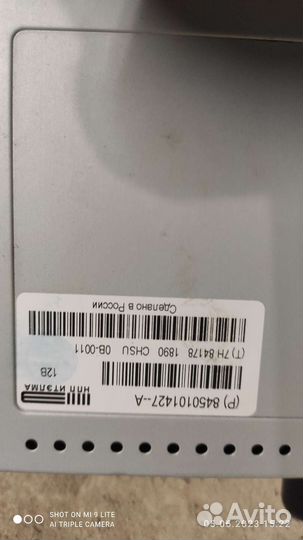 (P) 8450101427--A
НПП ИТЭЛМА
12В
(T) 7H 84178 1890 CHSU 0B-0011
Сделано в России
SHOT ON MI 9 LITE
AI TRIPLE CAMERA
Avito